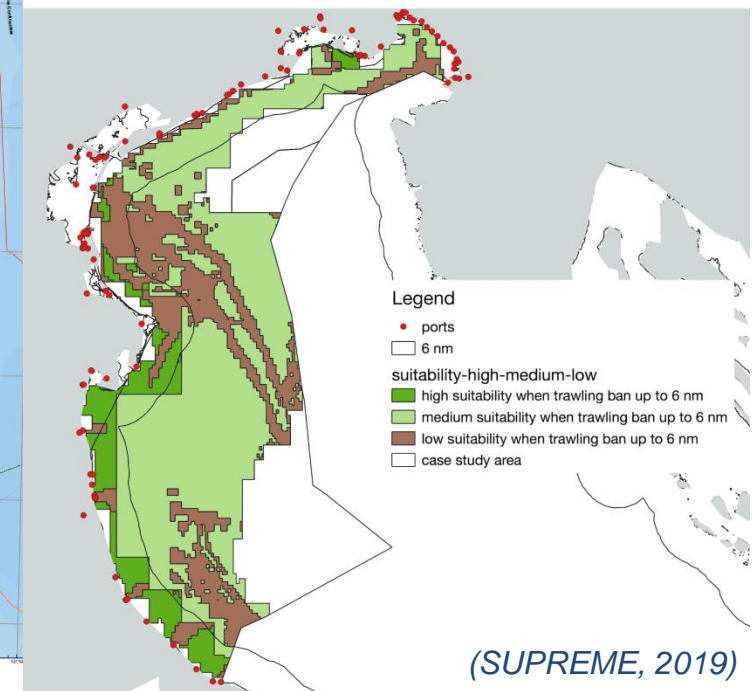 Legend
ports
6 nm
suitability-high-medium-low
high suitability when trawling ban up to 6 nm
medium suitability when trawling ban up to 6 nm
low suitability when trawling ban up to 6 nm
case study area
(SUPREME, 2019)